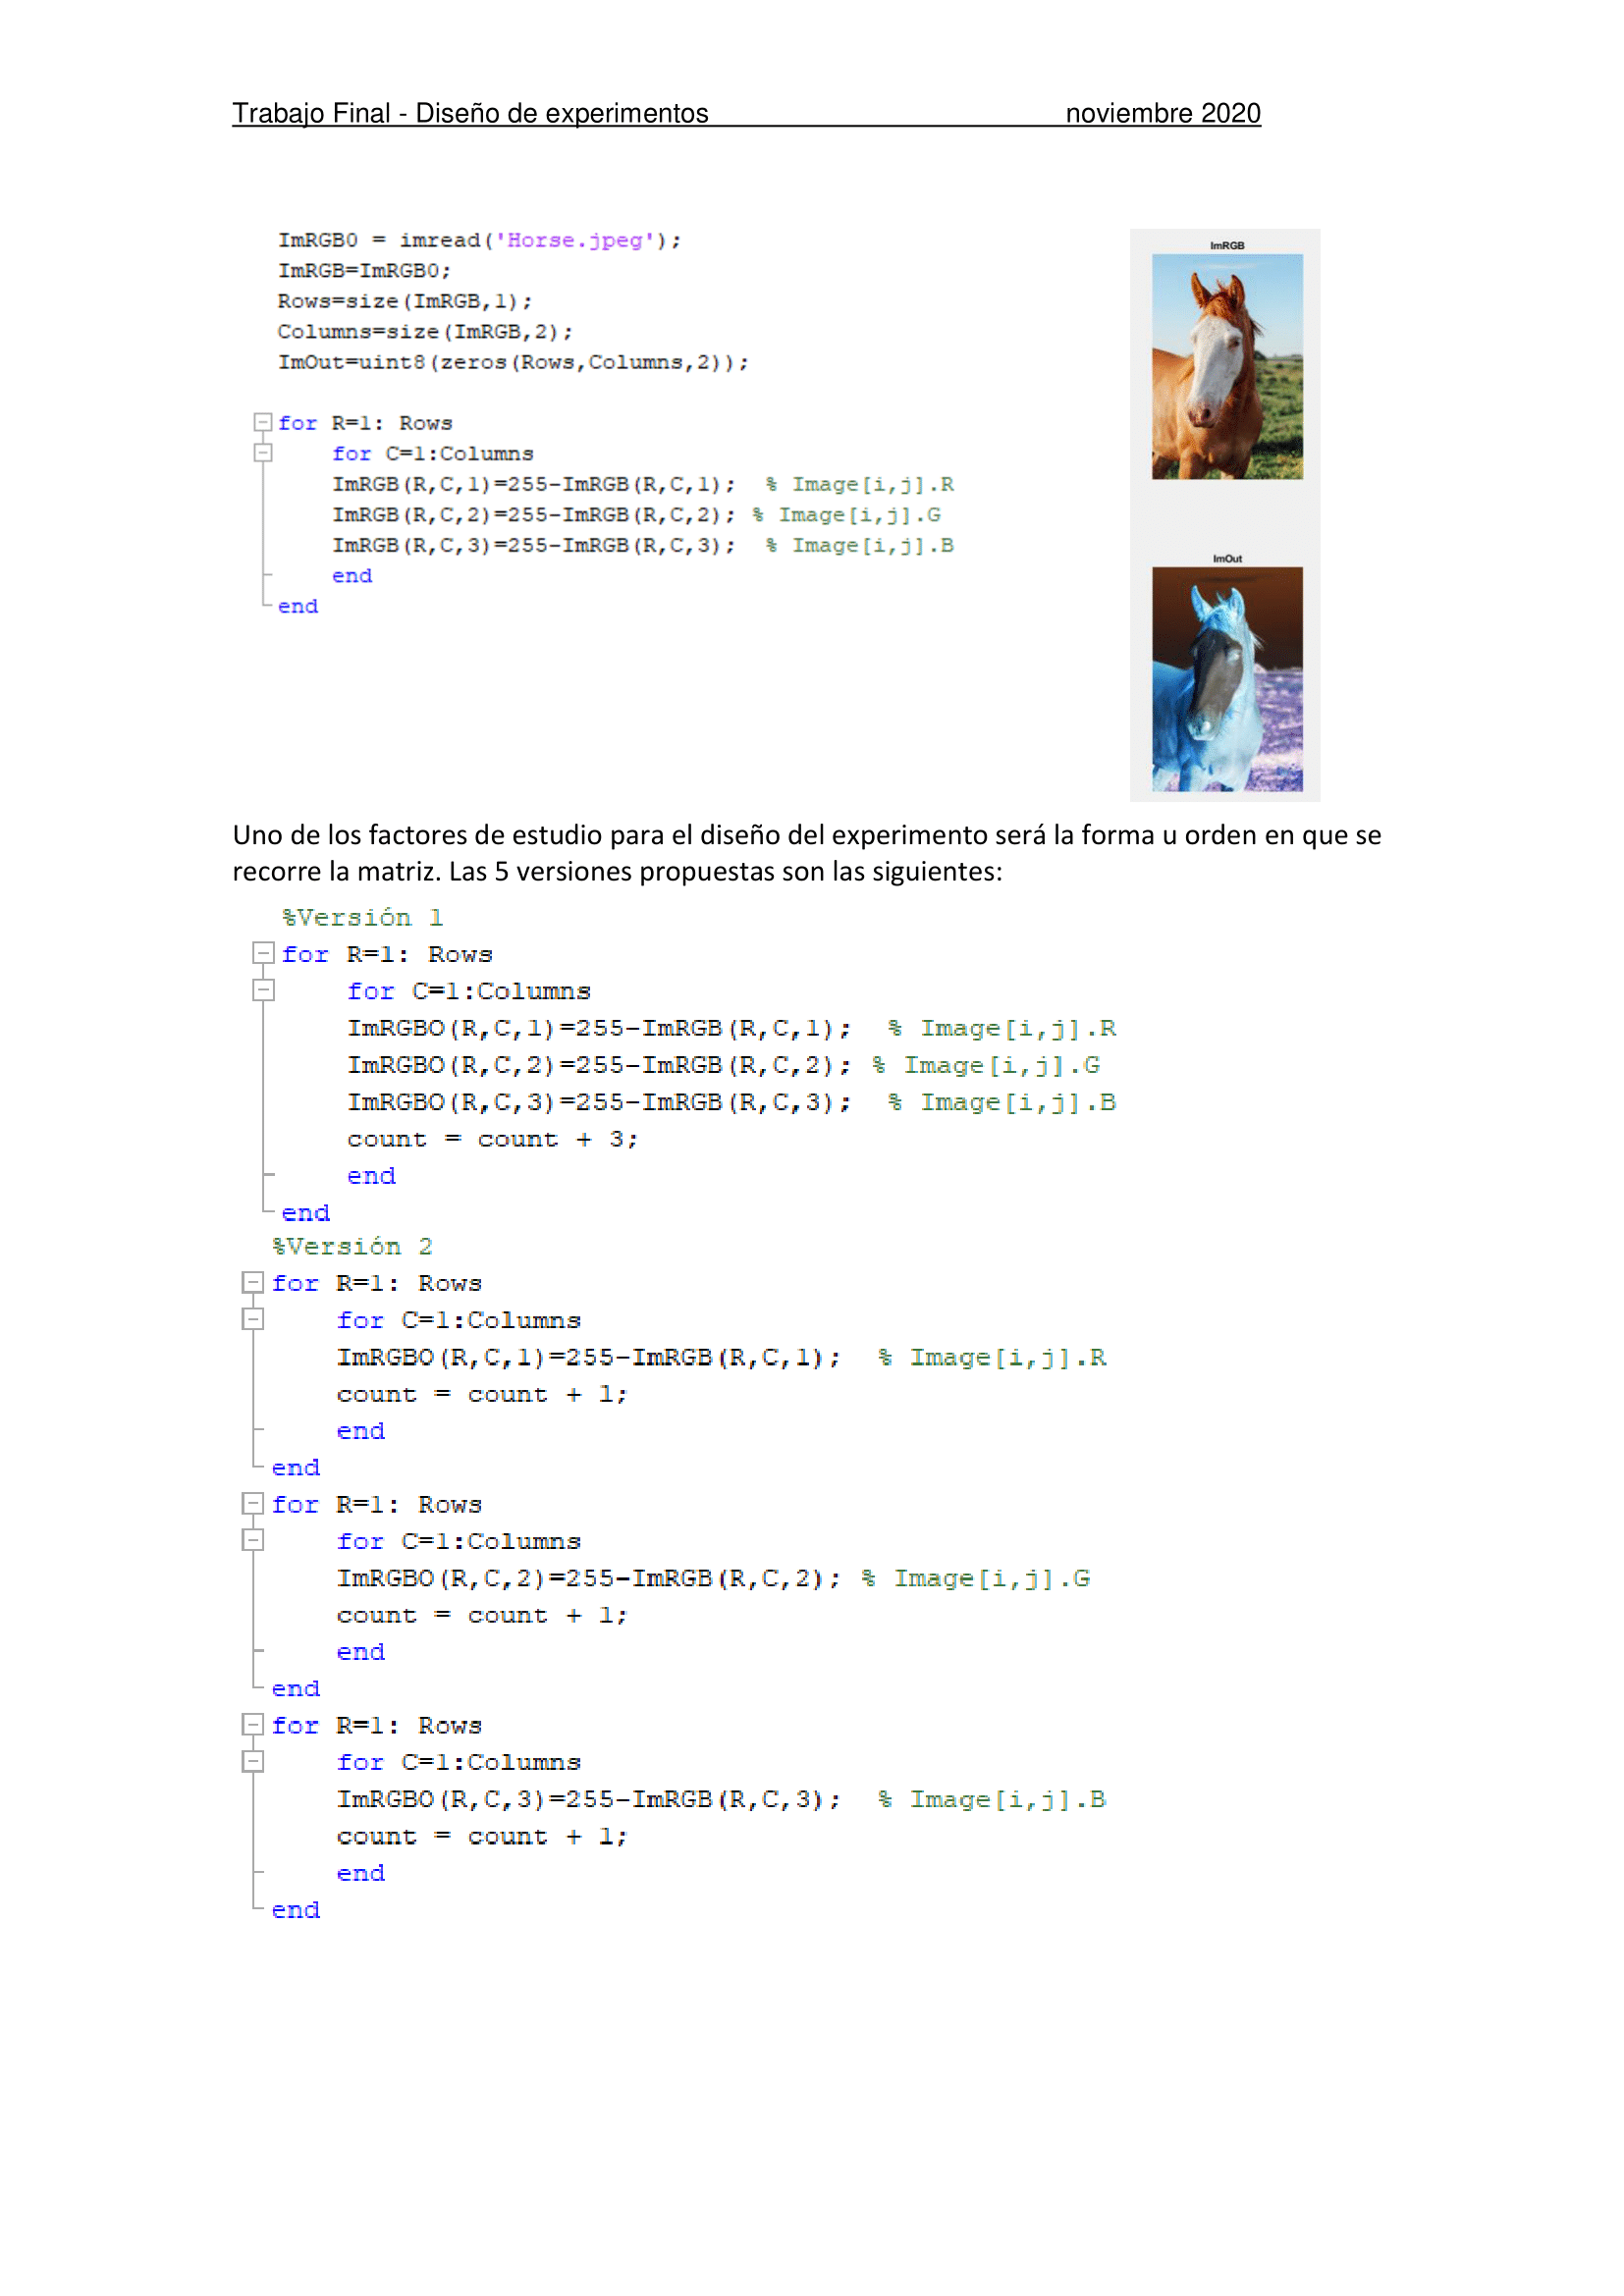 Trabajo Final - Diseño de experimentos noviembre 2020
ImRGB0 = imread('Horse.jpeg');
ImRGB=ImRGB0;
Rows=size(ImRGB,1);
Columns=size(ImRGB,2);
ImOut=uint8(zeros(Rows,Columns,2));
for R=1: Rows
for C=1:Columns
ImRGB(R,C,1)=255-ImRGB(R,C,1); % Image[i,j].R
ImRGB(R,C,2)=255-ImRGB(R,C,2); % Image[i,j].G
ImRGB(R,C,3)=255-ImRGB(R,C,3); % Image[i,j].B
end
end
ImRGB
ImOut
Uno de los factores de estudio para el diseño del experimento será la forma u orden en que se
recorre la matriz. Las 5 versiones propuestas son las siguientes:
%Versión 1
for R=1: Rows
for C=1:Columns
ImRGBO(R,C,1)=255-ImRGB(R,C,1); % Image[i,j].R
ImRGBO(R,C,2)=255-ImRGB(R,C,2); % Image[i,j].G
ImRGBO(R,C,3)=255-ImRGB(R,C,3); % Image[i,j].B
count = count + 3;
end
end
%Versión 2
for R=1: Rows
for C=1:Columns
ImRGBO(R,C,1)=255-ImRGB(R,C,1); % Image[i,j].R
count = count + 1;
end
end
for R=1: Rows
for C=1:Columns
ImRGBO(R,C,2)=255-ImRGB(R,C,2); % Image[i,j].G
count = count + 1;
end
end
for R=1: Rows
for C=1:Columns
ImRGBO(R,C,3)=255-ImRGB(R,C,3); % Image[i,j].B
count = count + 1;
end
end